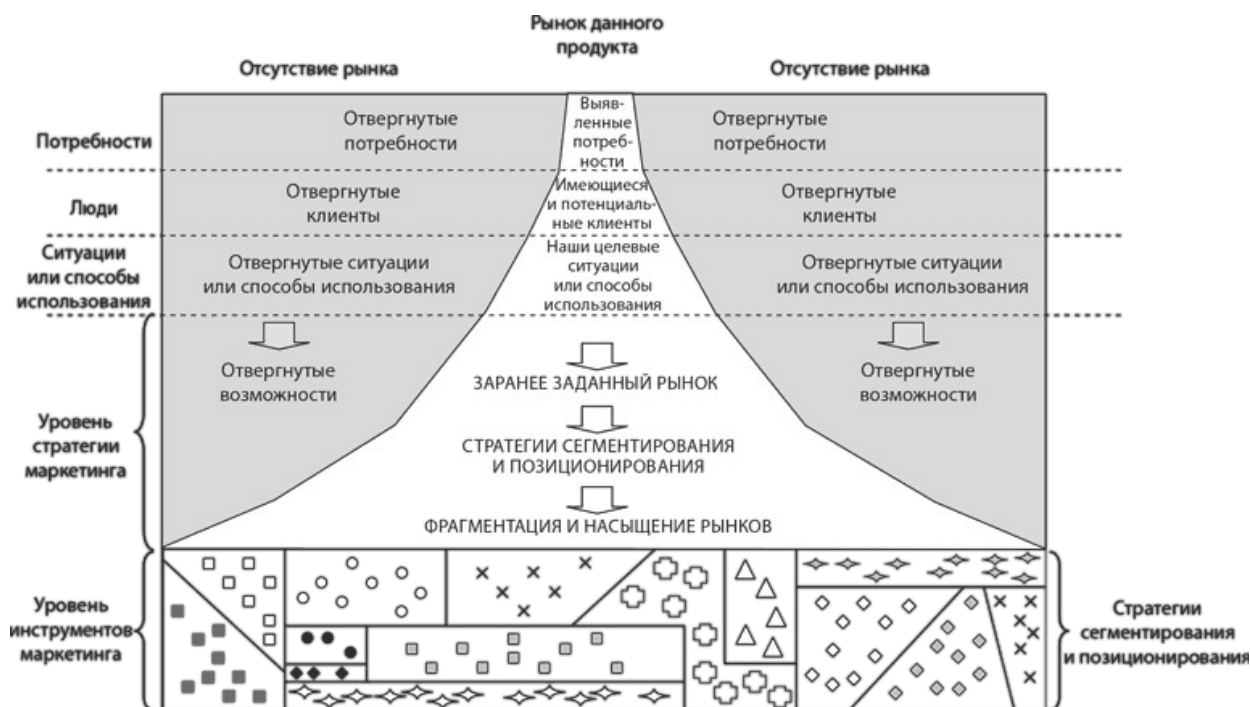 Рынок данного
продукта
Отсутствие рынка
Отсутствие рынка
Потребности
Отвергнутые
потребности
Выяв-
ленные
потреб-
ности
Отвергнутые
потребности
Люди
Отвергнутые
клиенты
Имеющиеся
и потенциаль-
ные клиенты
Отвергнутые
клиенты
Ситуации
или способы
использования
Отвергнутые ситуации
или способы использования
Наши целевые
ситуации
или способы
использования
Отвергнутые ситуации
или способы использования
Уровень
стратегии
маркетинга
Отвергнутые
возможности
ЗАРАНЕЕ ЗАДАННЫЙ РЫНОК
СТРАТЕГИИ СЕГМЕНТИРОВАНИЯ
И ПОЗИЦИОНИРОВАНИЯ
ФРАГМЕНТАЦИЯ И НАСЫЩЕНИЕ РЫНКОВ
Отвергнутые
возможности
Уровень
инструментов
маркетинга
Стратегии
сегментирования
и позиционирования